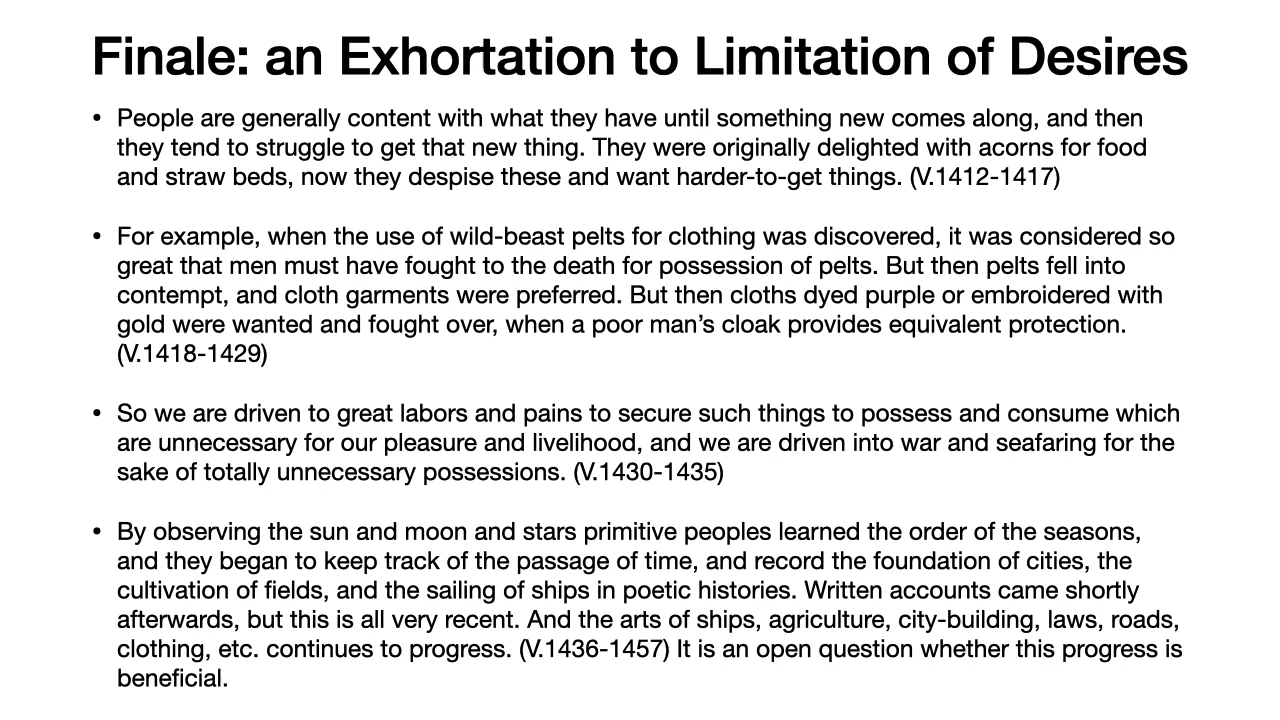 Finale: an Exhortation to Limitation of Desires
• People are generally content with what they have until something new comes along, and then
they tend to struggle to get that new thing. They were originally delighted with acorns for food
and straw beds, now they despise these and want harder-to-get things. (V.1412-1417)
• For example, when the use of wild-beast pelts for clothing was discovered, it was considered so
great that men must have fought to the death for possession of pelts. But then pelts fell into
contempt, and cloth garments were preferred. But then cloths dyed purple or embroidered with
gold were wanted and fought over, when a poor man’s cloak provides equivalent protection.
(V.1418-1429)
• So we are driven to great labors and pains to secure such things to possess and consume which
are unnecessary for our pleasure and livelihood, and we are driven into war and seafaring for the
sake of totally unnecessary possessions. (V.1430-1435)
• By observing the sun and moon and stars primitive peoples learned the order of the seasons,
and they began to keep track of the passage of time, and record the foundation of cities, the
cultivation of fields, and the sailing of ships in poetic histories. Written accounts came shortly
afterwards, but this is all very recent. And the arts of ships, agriculture, city-building, laws, roads,
clothing, etc. continues to progress. (V.1436-1457) It is an open question whether this progress is
beneficial.